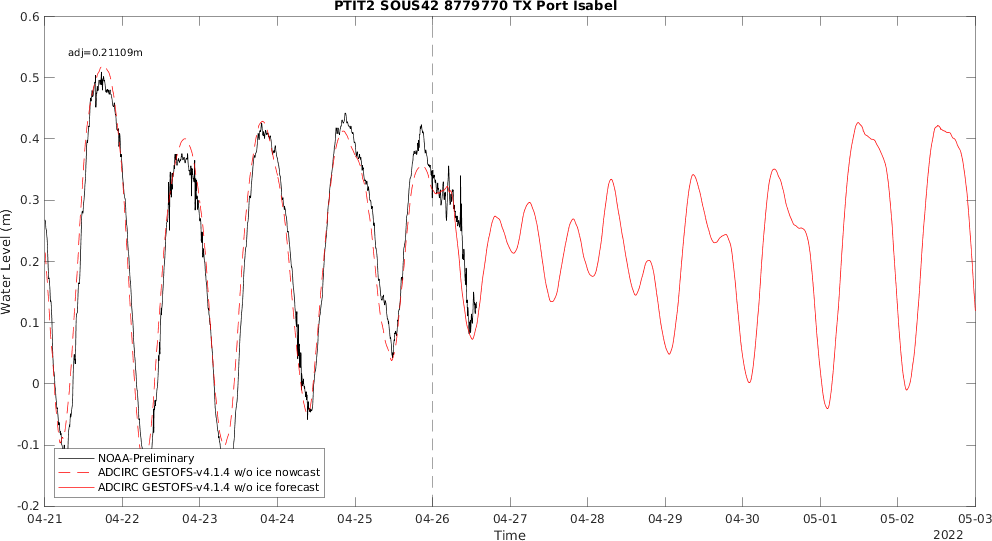 PTIT2 SOUS42 8779770 TX Port Isabel
adj=0.21109m
0.6
0.5
0.4
0.3
0.2
0.1
0
-0.1
-0.2
Water Level (m)
NOAA-Preliminary
ADCIRC GESTOFS-v4.1.4 w/o ice nowcast
ADCIRC GESTOFS-v4.1.4 w/o ice forecast
04-21 04-22 04-23 04-24 04-25 04-26 04-27 04-28 04-29 04-30 05-01 05-02 05-03
Time
2022